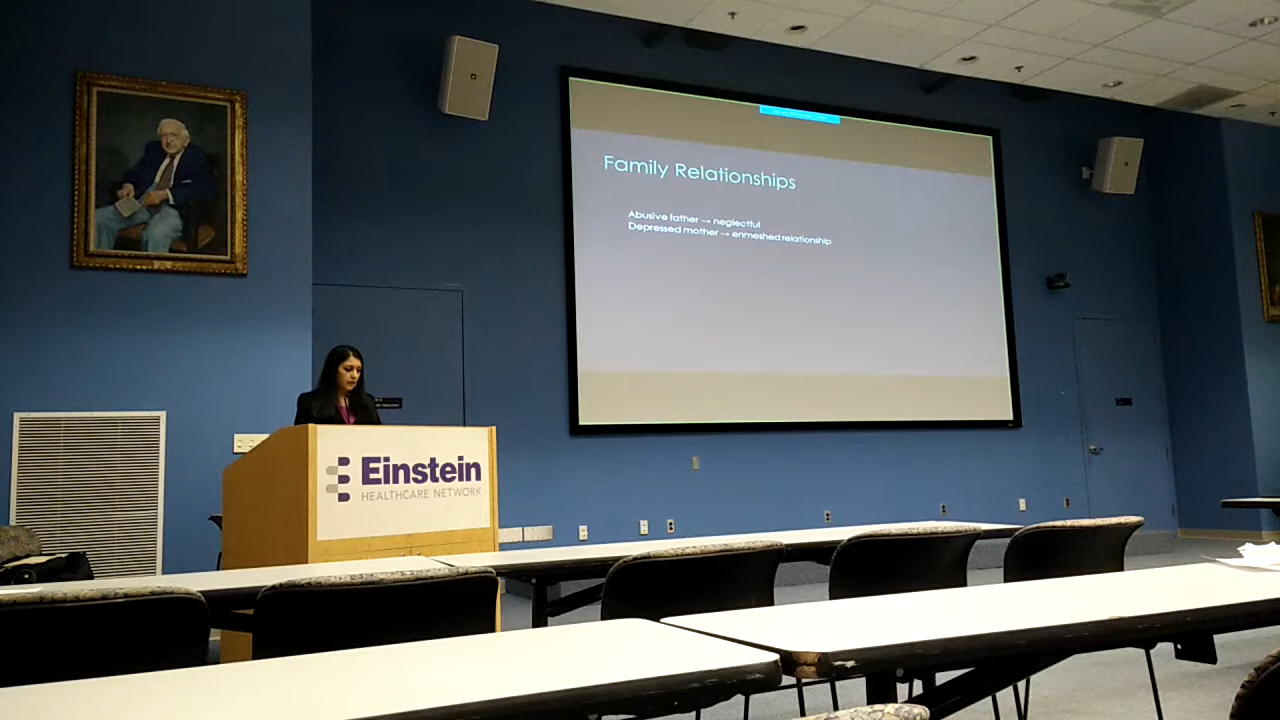 Family Relationships
Abusive father → neglectful
Depressed mother → enmeshed relationship
Einstein
HEALTHCARE NETWORK